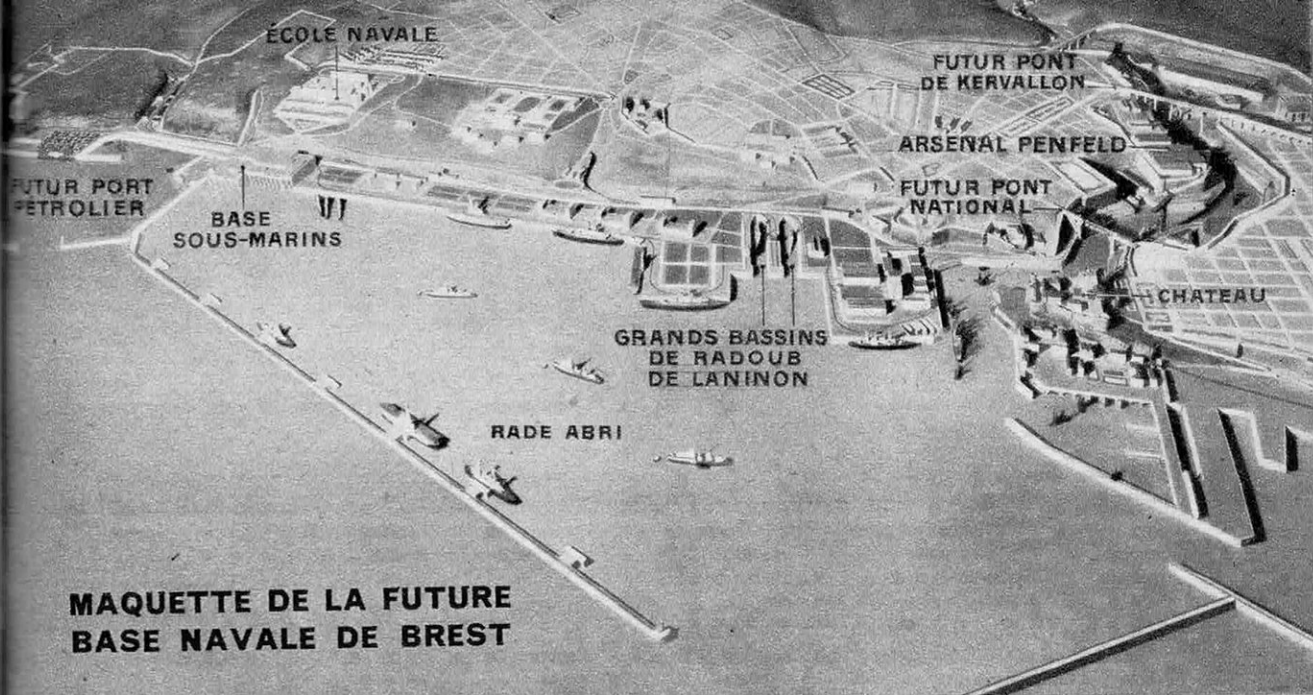 ÉCOLE NAVALE
FUTUR PONT
DE KERVALLON
ARSENAL PENFELD
FUTUR PORT
PÉTROLIER
FUTUR PONT
NATIONAL
BASE
SOUS-MARINS
CHATEAU
GRANDS BASSINS
DE RADOUB
DE LANINON
RADE ABRI
MAQUETTE DE LA FUTURE
BASE NAVALE DE BREST